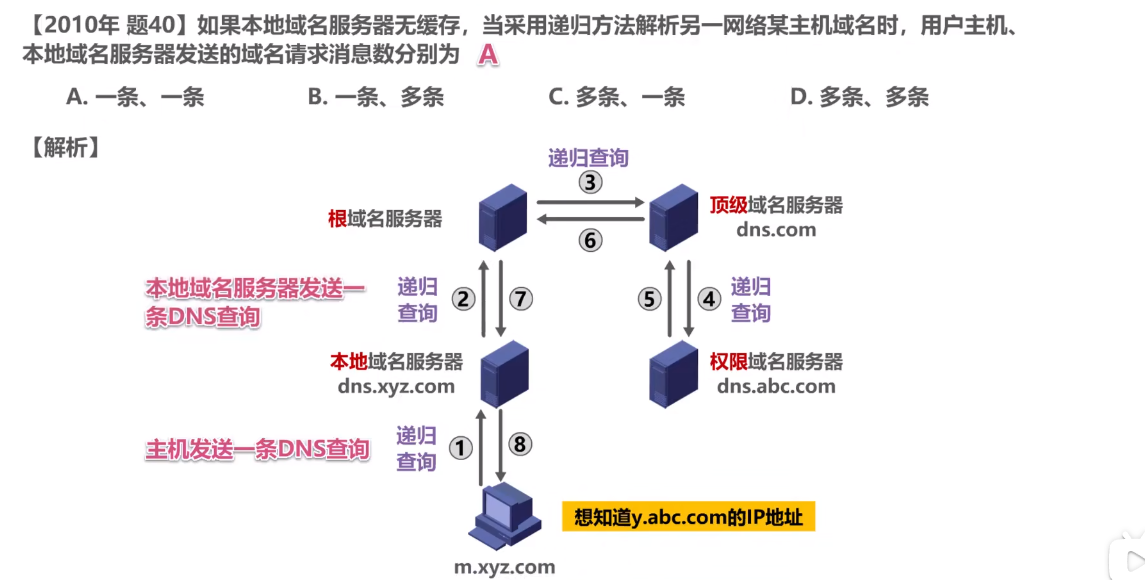 【2010年 题40】如果本地域名服务器无缓存，当采用递归方法解析另一网络某主机域名时，用户主机、
本地域名服务器发送的域名请求消息数分别为 A
A. 一条、一条 B. 一条、多条 C. 多条、一条 D. 多条、多条
【解析】
递归查询
③
根域名服务器
顶级域名服务器
dns.com
⑥
本地域名服务器发送一
条DNS查询
递归
查询
②
⑦
⑤
④
递归
查询
本地域名服务器
dns.xyz.com
权限域名服务器
dns.abc.com
主机发送一条DNS查询
递归
查询
①
⑧
想知道y.abc.com的IP地址
m.xyz.com